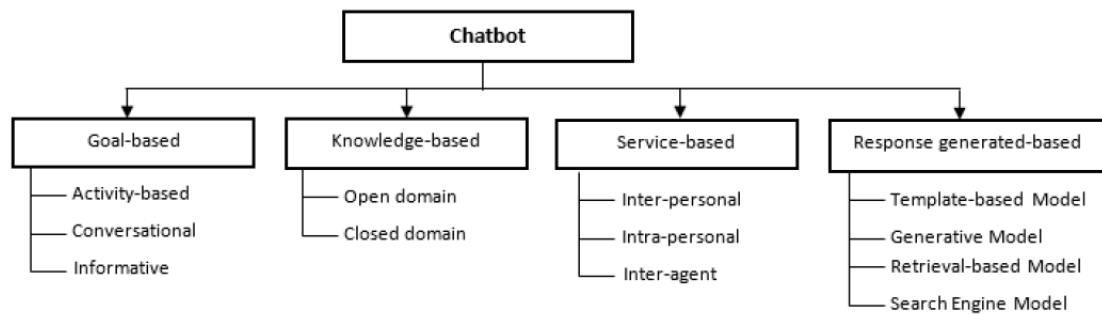 Chatbot
Goal-based
Knowledge-based
Service-based
Response generated-based
Activity-based
Conversational
Informative
Open domain
Closed domain
Inter-personal
Intra-personal
Inter-agent
Template-based Model
Generative Model
Retrieval-based Model
Search Engine Model